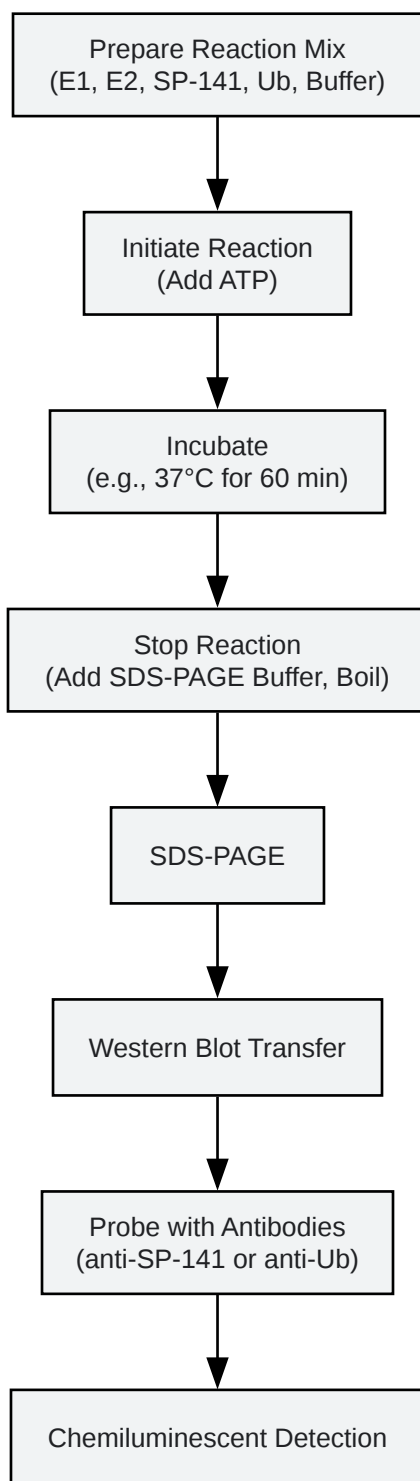 Prepare Reaction Mix
(E1, E2, SP-141, Ub, Buffer)
Initiate Reaction
(Add ATP)
Incubate
(e.g., 37°C for 60 min)
Stop Reaction
(Add SDS-PAGE Buffer, Boil)
SDS-PAGE
Western Blot Transfer
Probe with Antibodies
(anti-SP-141 or anti-Ub)
Chemiluminescent Detection